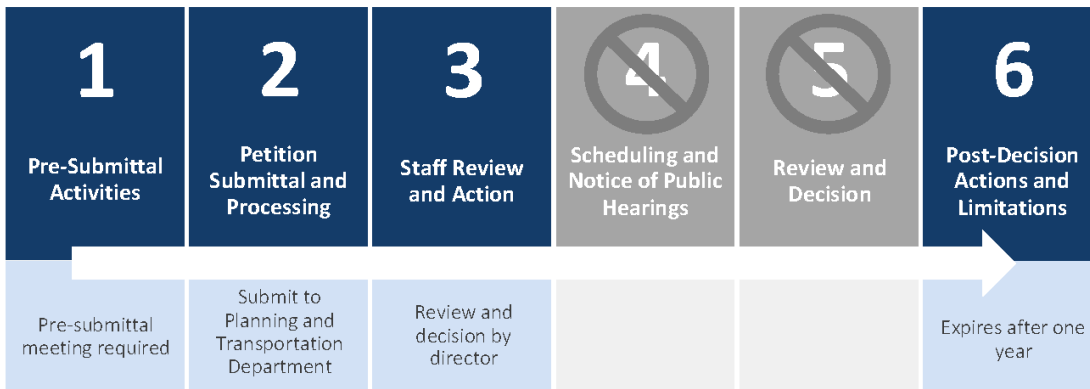 1
Pre-Submittal
Activities
2
Petition
Submittal and
Processing
3
Staff Review
and Action
4
Scheduling and
Notice of Public
Hearings
5
Review and
Decision
6
Post-Decision
Actions and
Limitations
Pre-submittal
meeting required
Submit to
Planning and
Transportation
Department
Review and
decision by
director
Expires after one
year